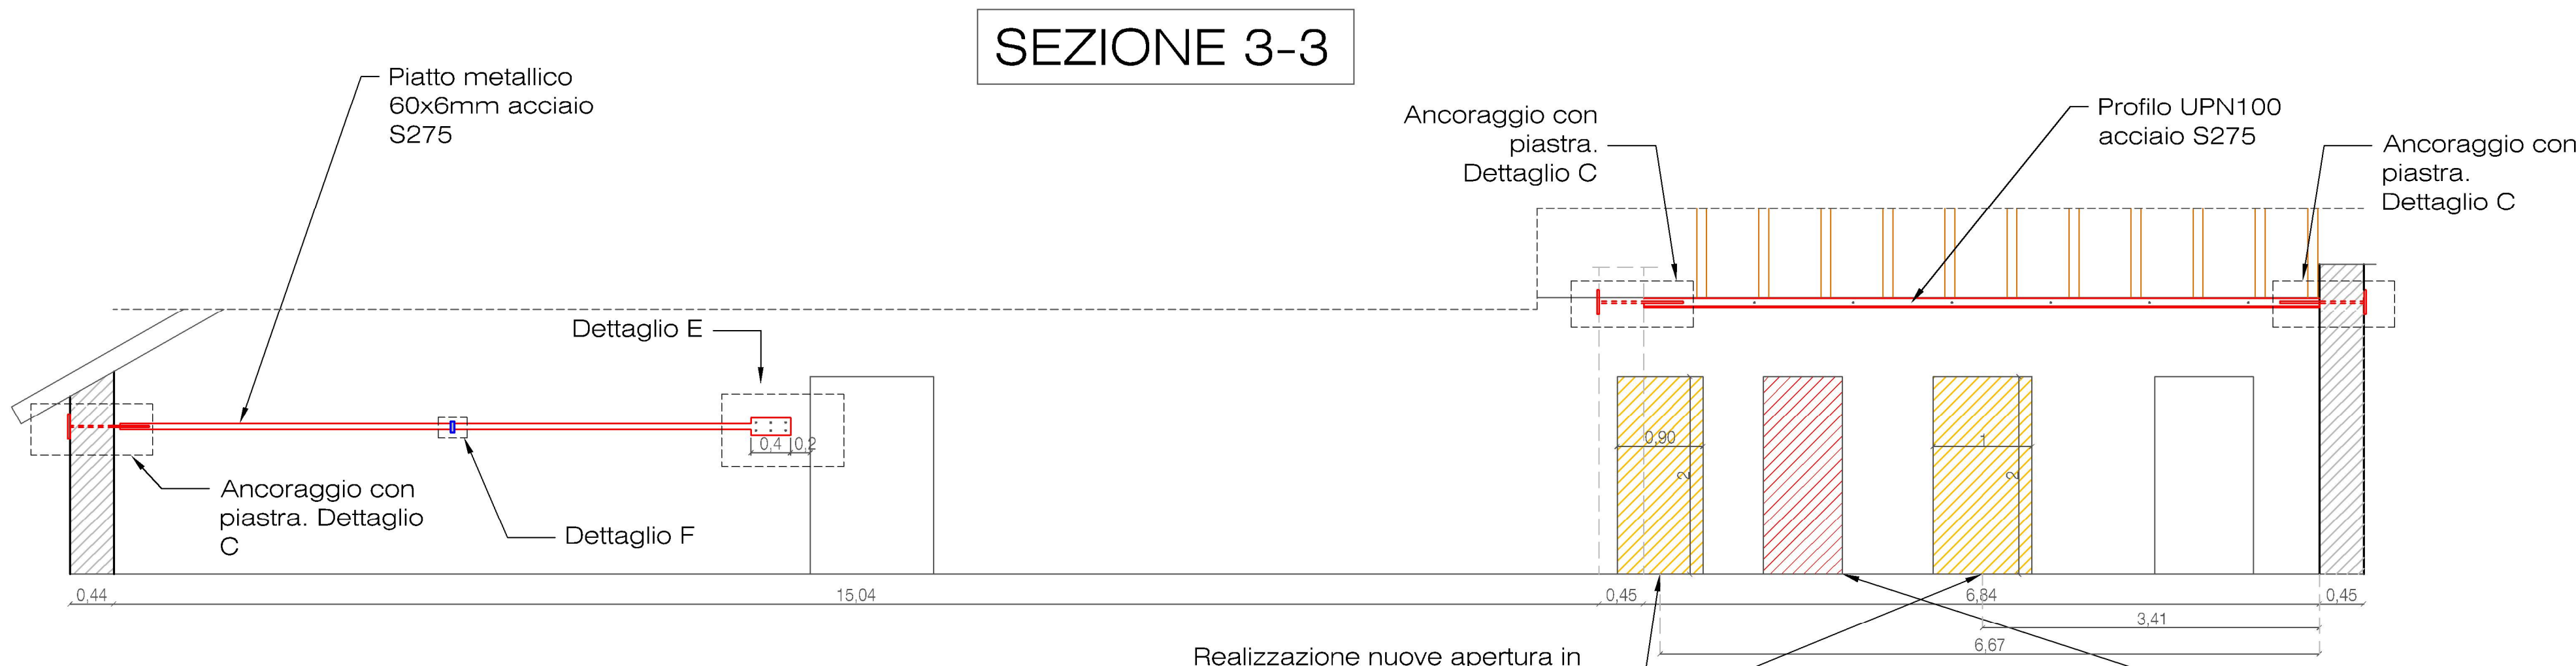 SEZIONE 3-3
Piatto metallico
60x6mm acciaio
S275
Ancoraggio con
piastra.
Dettaglio C
Profilo UPN100
acciaio S275
Ancoraggio con
piastra.
Dettaglio C
Dettaglio E
0,4
0,2
0,90
2
1
2
Ancoraggio con
piastra. Dettaglio
C
Dettaglio F
0,44
15,04
0,45
6,84
0,45
3,41
6,67
Realizzazione nuove apertura in